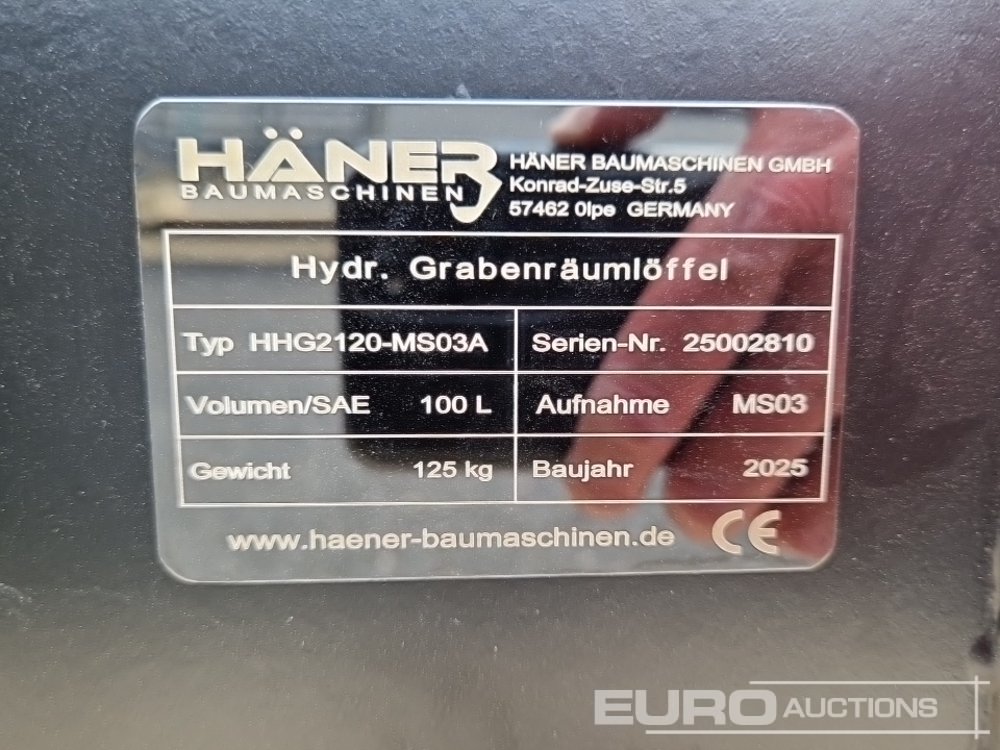 HÄNER
BAUMASCHINEN
HÄNER BAUMASCHINEN GMBH
Konrad-Zuse-Str.5
57462 Olpe GERMANY
Hydr. Grabenräumlöffel
Typ HHG2120-MS03A
Serien-Nr. 25002810
Volumen/SAE 100 L
Aufnahme MS03
Gewicht 125 kg
Baujahr 2025
www.haener-baumaschinen.de CE
EURO AUCTIONS